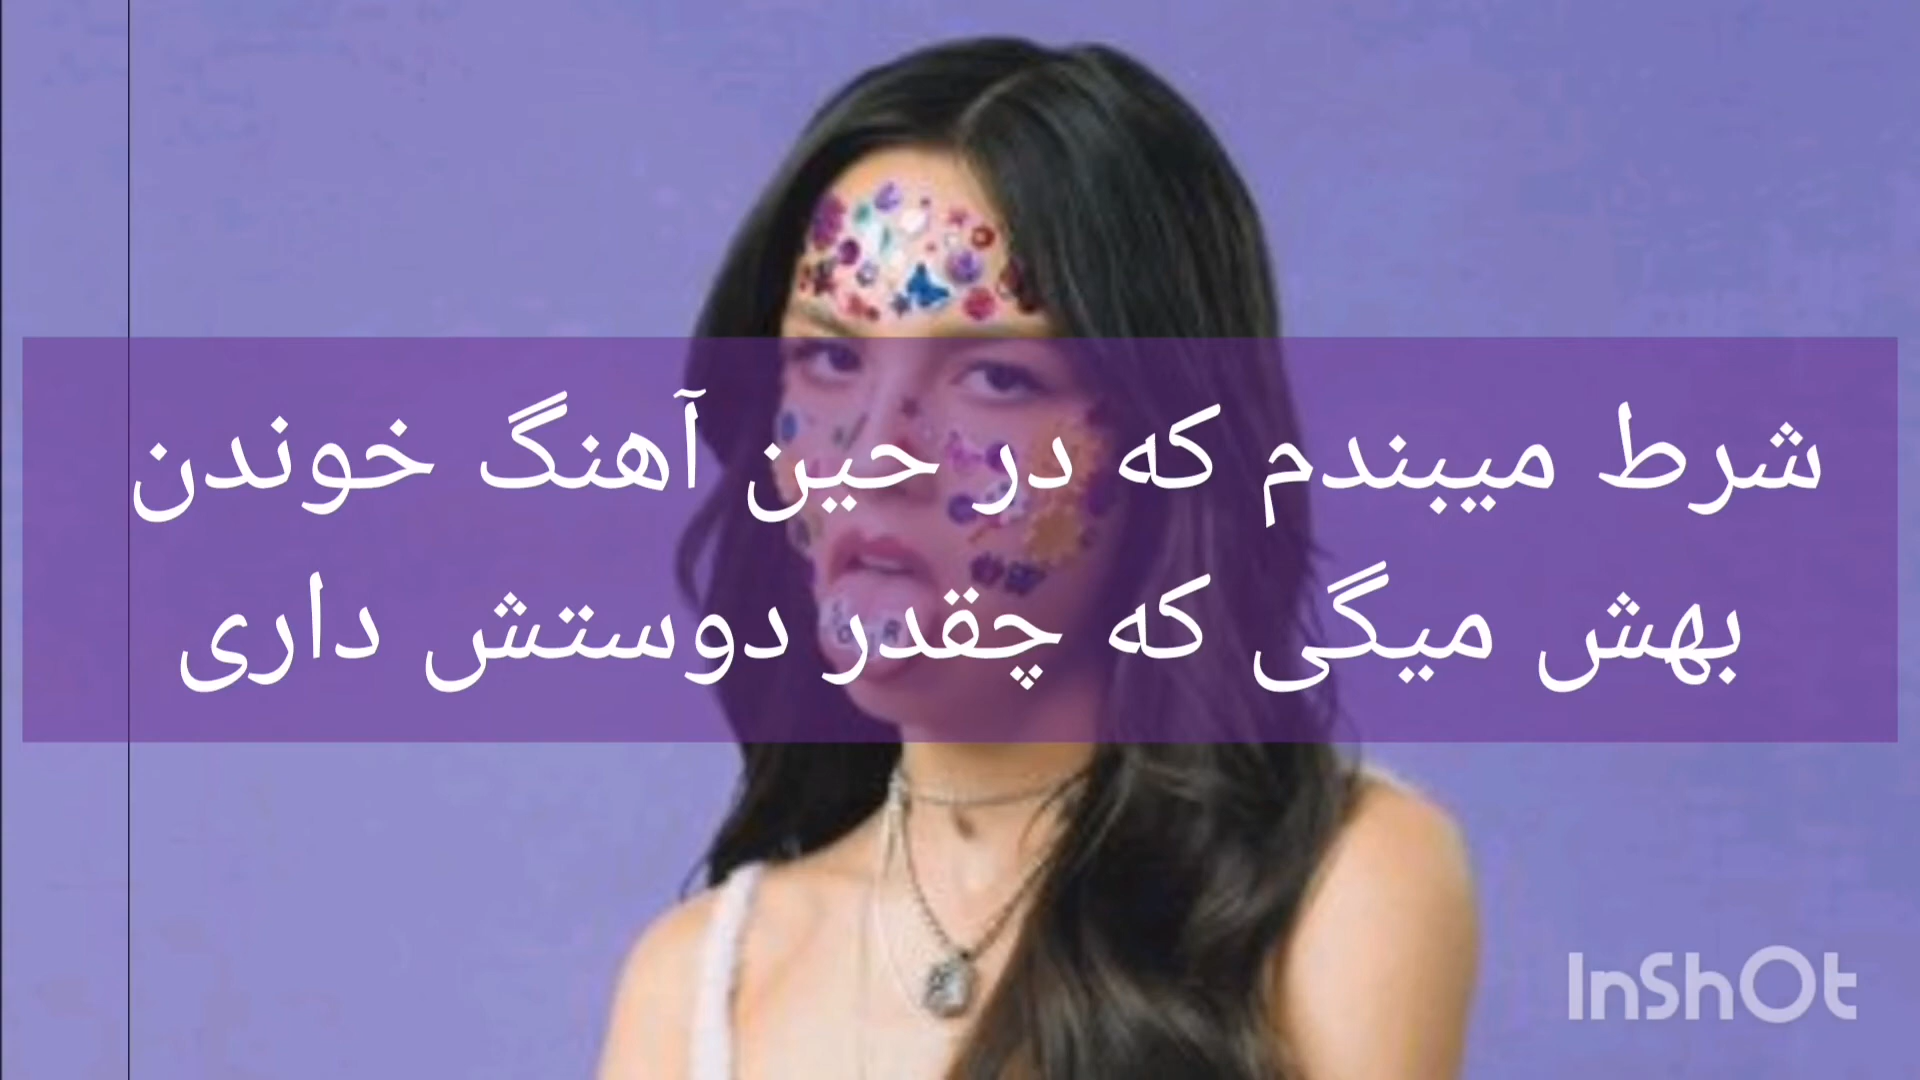 شرط میبندم که در حین آهنگ خوندن
بهش میگی که چقدر دوستش داری
InShOt